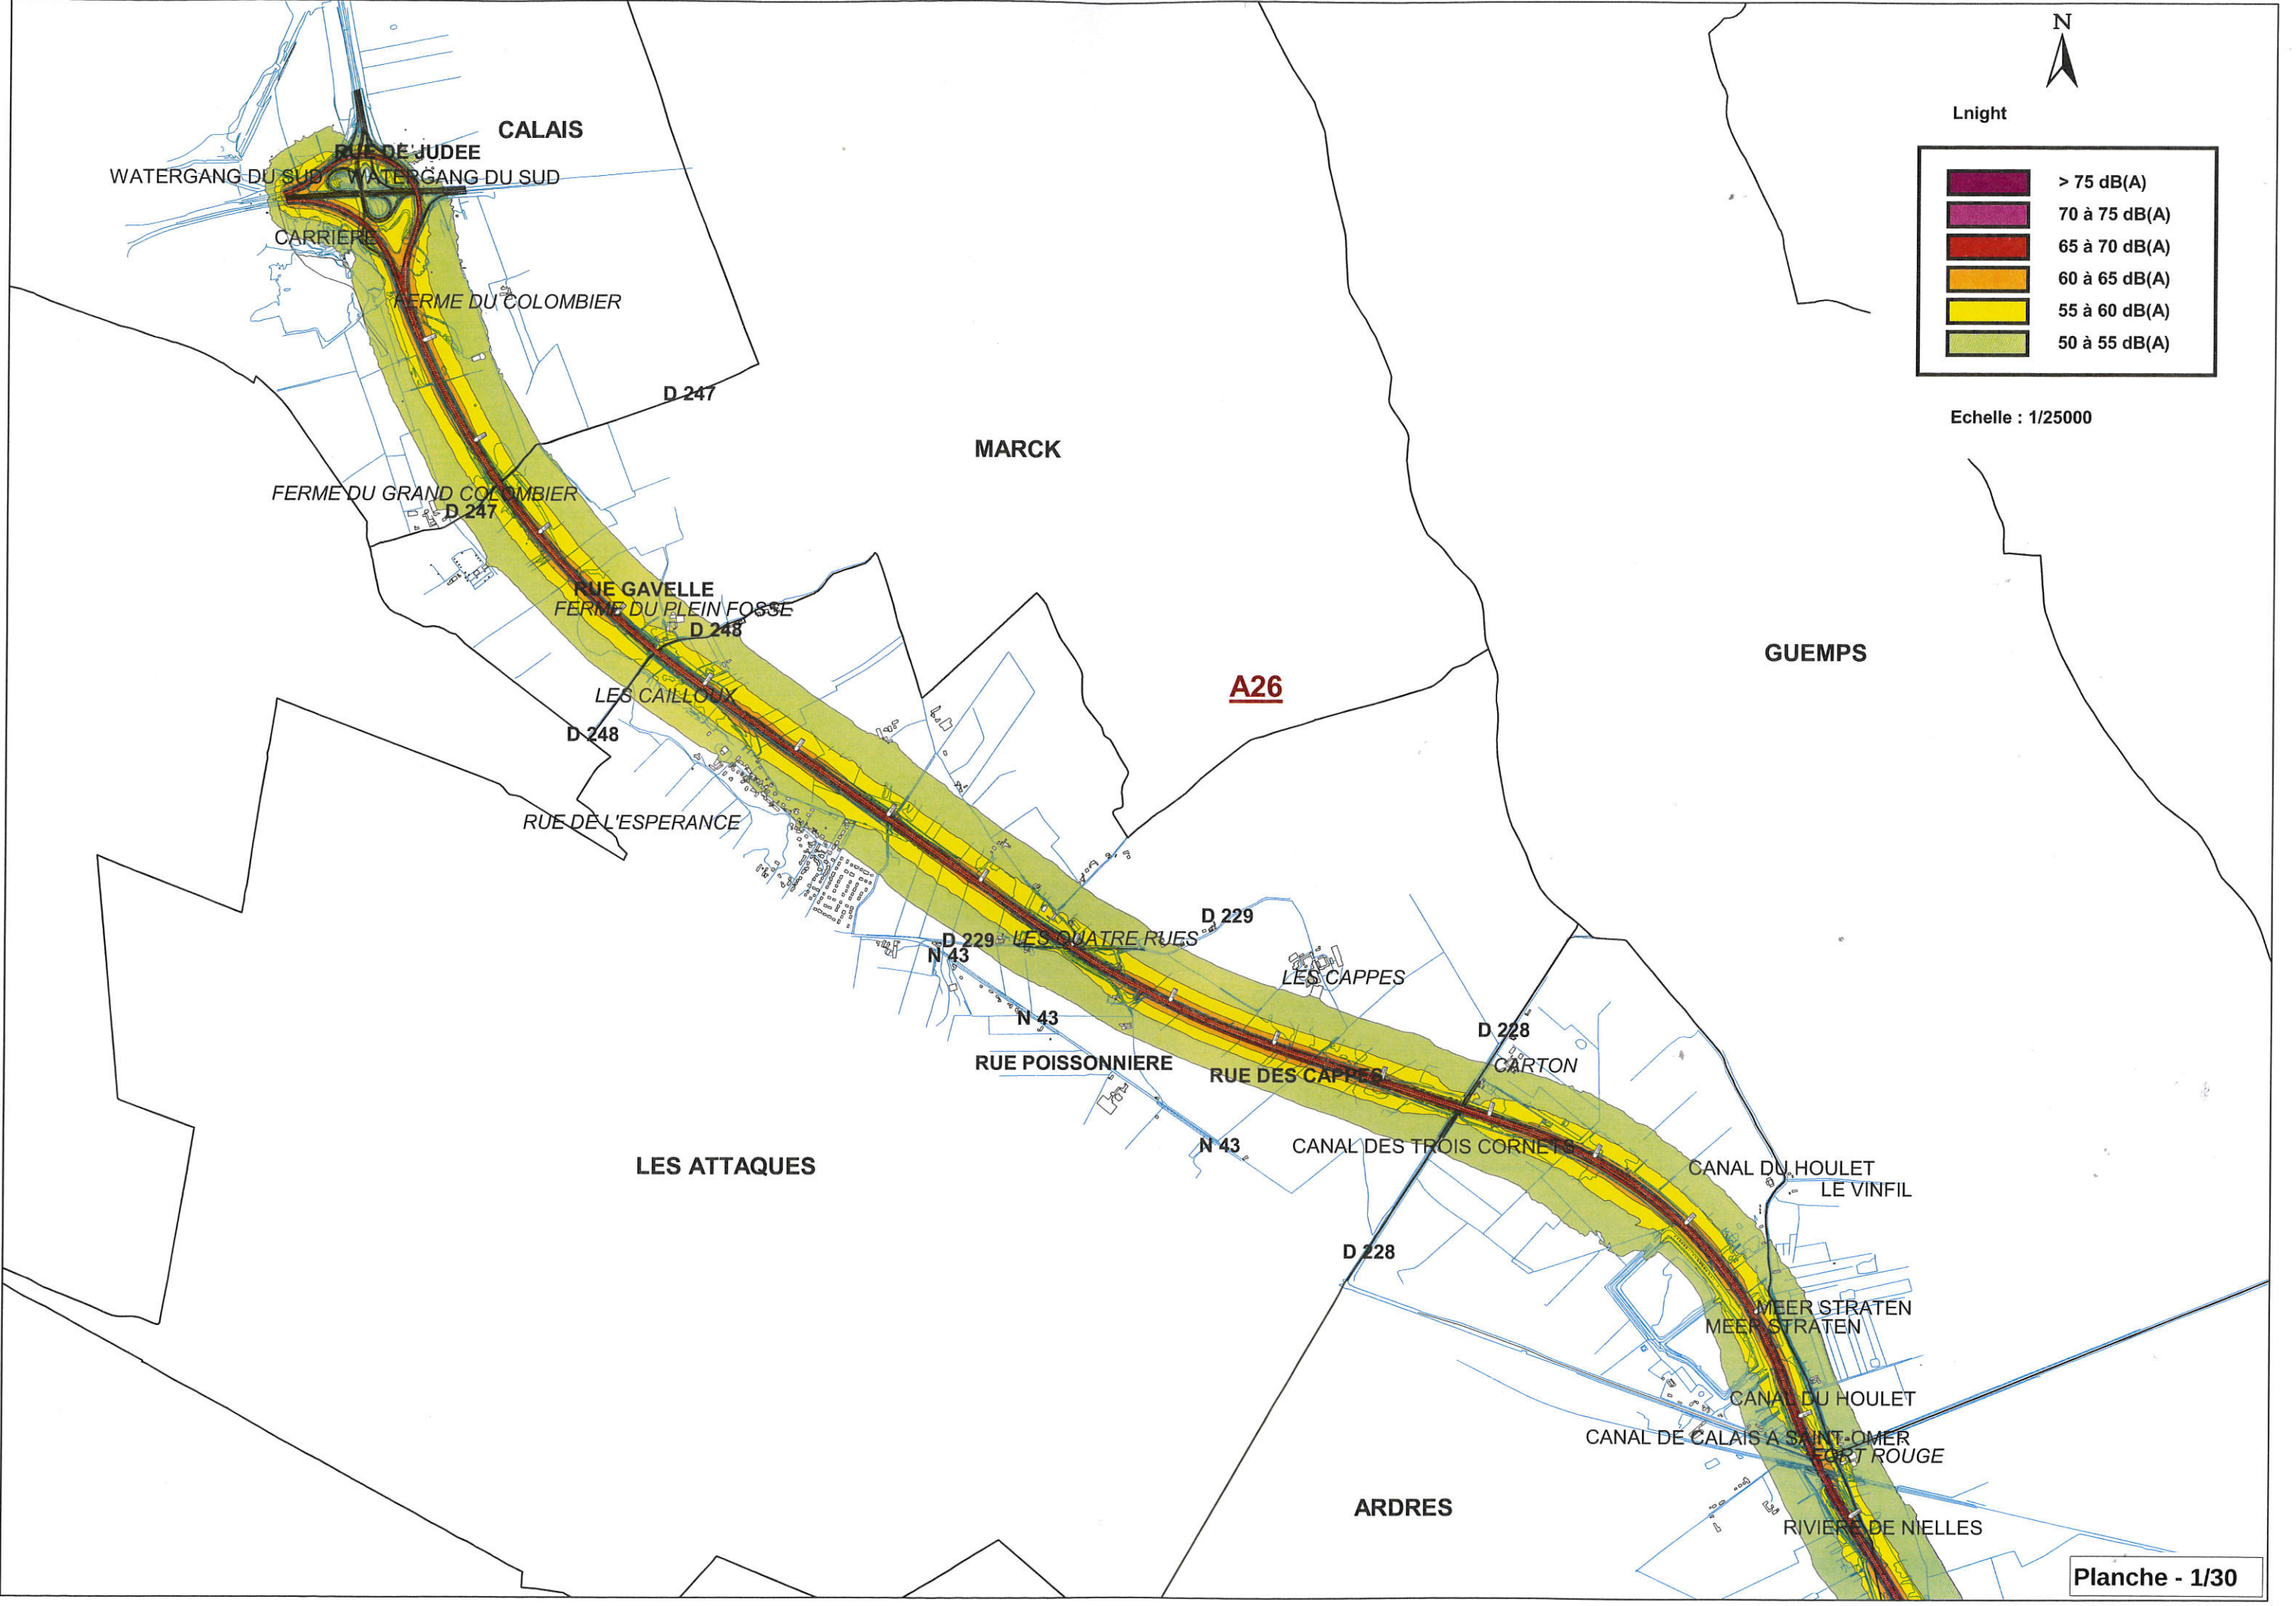 N
Lnight
> 75 dB(A)
70 à 75 dB(A)
65 à 70 dB(A)
60 à 65 dB(A)
55 à 60 dB(A)
50 à 55 dB(A)
Echelle : 1/25000
CALAIS
RUE DE JUDEE
WATERGANG DU SUD
WATERGANG DU SUD
CARRIERE
FERME DU COLOMBIER
D 247
MARCK
FERME DU GRAND COLOMBIER
D 247
RUE GAVELLE
FERME DU PLEIN FOSSE
D 248
GUEMPS
A26
LES CAILLOUX
D 248
RUE DE L'ESPERANCE
D 229
D 229
LES QUATRE RUES
N 43
LES CAPPES
N 43
D 228
RUE POISSONNIERE
CARTON
RUE DES CAPPES
N 43
CANAL DES TROIS CORNETS
LES ATTAQUES
CANAL DU HOULET
LE VINFIL
D 228
MEER STRATEN
MEER STRATEN
CANAL DU HOULET
CANAL DE CALAIS A SAINT-OMER
FORT ROUGE
ARDRES
RIVIERE DE NIELLES
Planche - 1/30